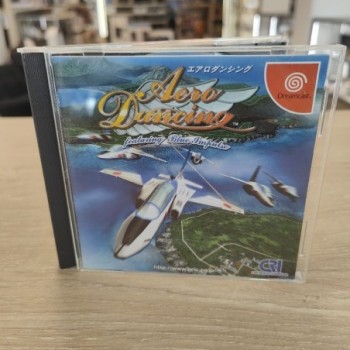 エアロダンシング
Aero
Dancing
featuring Blue Impulse
Dreamcast
CRI